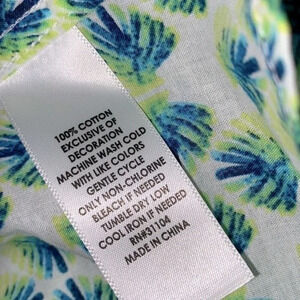 100% COTTON
EXCLUSIVE OF
DECORATION
MACHINE WASH COLD
WITH LIKE COLORS
GENTLE CYCLE
ONLY NON-CHLORINE
BLEACH IF NEEDED
TUMBLE DRY LOW
COOL IRON IF NEEDED
RN#31104
MADE IN CHINA